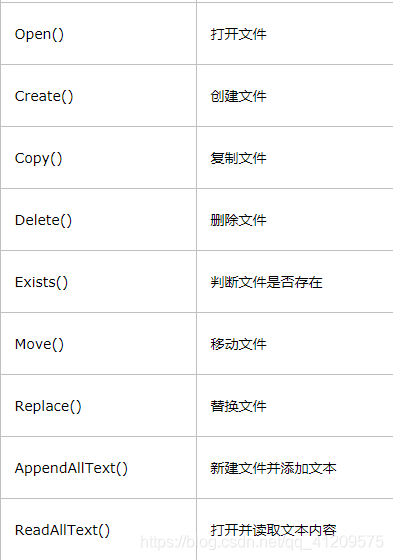 Open() 打开文件
Create() 创建文件
Copy() 复制文件
Delete() 删除文件
Exists() 判断文件是否存在
Move() 移动文件
Replace() 替换文件
AppendAllText() 新建文件并添加文本
ReadAllText() 打开并读取文本内容
https://blog.csdn.net/qq_41209575